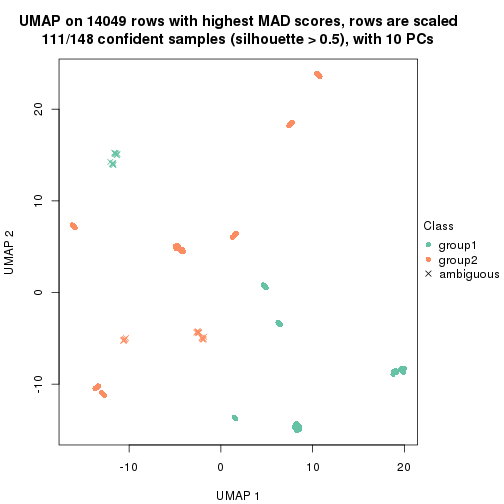 UMAP on 14049 rows with highest MAD scores, rows are scaled
111/148 confident samples (silhouette > 0.5), with 10 PCs
20
10
0
-10
UMAP 2
-10
0
10
20
UMAP 1
Class
group1
group2
ambiguous